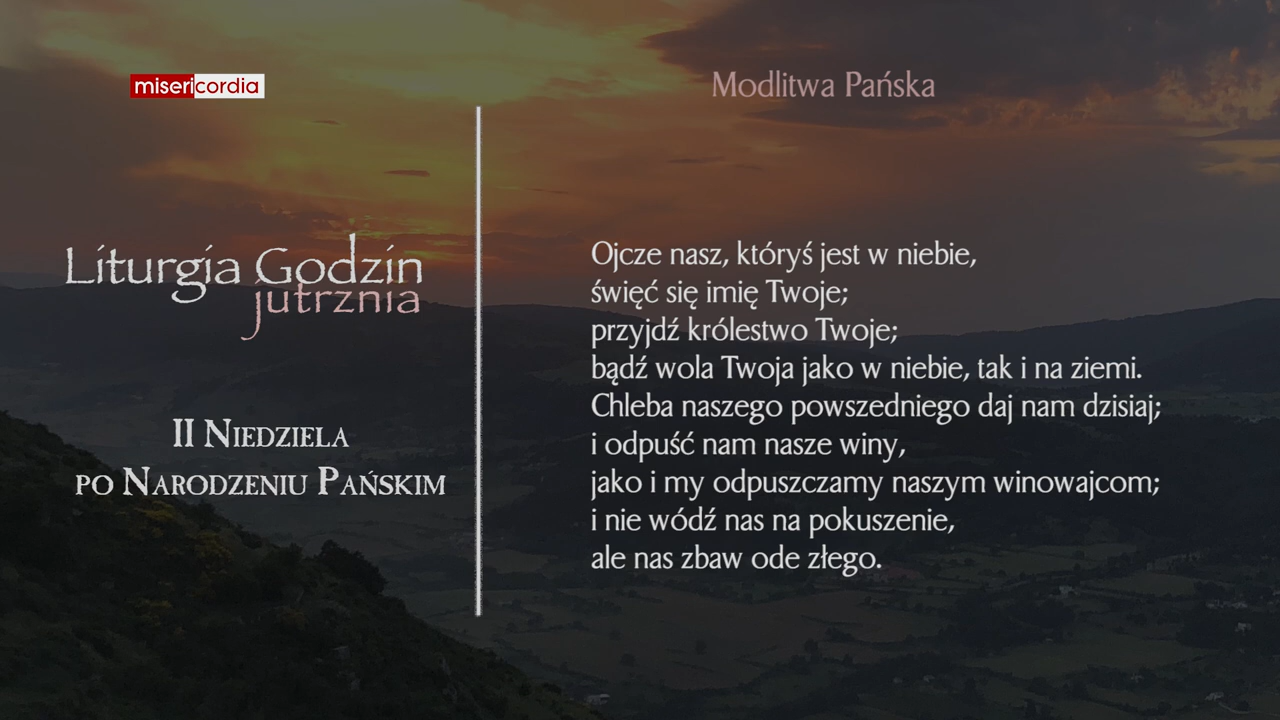 misericordia
Liturgia Godzin
jutrznia
II Niedziela
po Narodzeniu Pańskim
Modlitwa Pańska
Ojcze nasz, któryś jest w niebie,
święć się imię Twoje;
przyjdź królestwo Twoje;
bądź wola Twoja jako w niebie, tak i na ziemi.
Chleba naszego powszedniego daj nam dzisiaj;
i odpuść nam nasze winy,
jako i my odpuszczamy naszym winowajcom;
i nie wódź nas na pokuszenie,
ale nas zbaw ode złego.